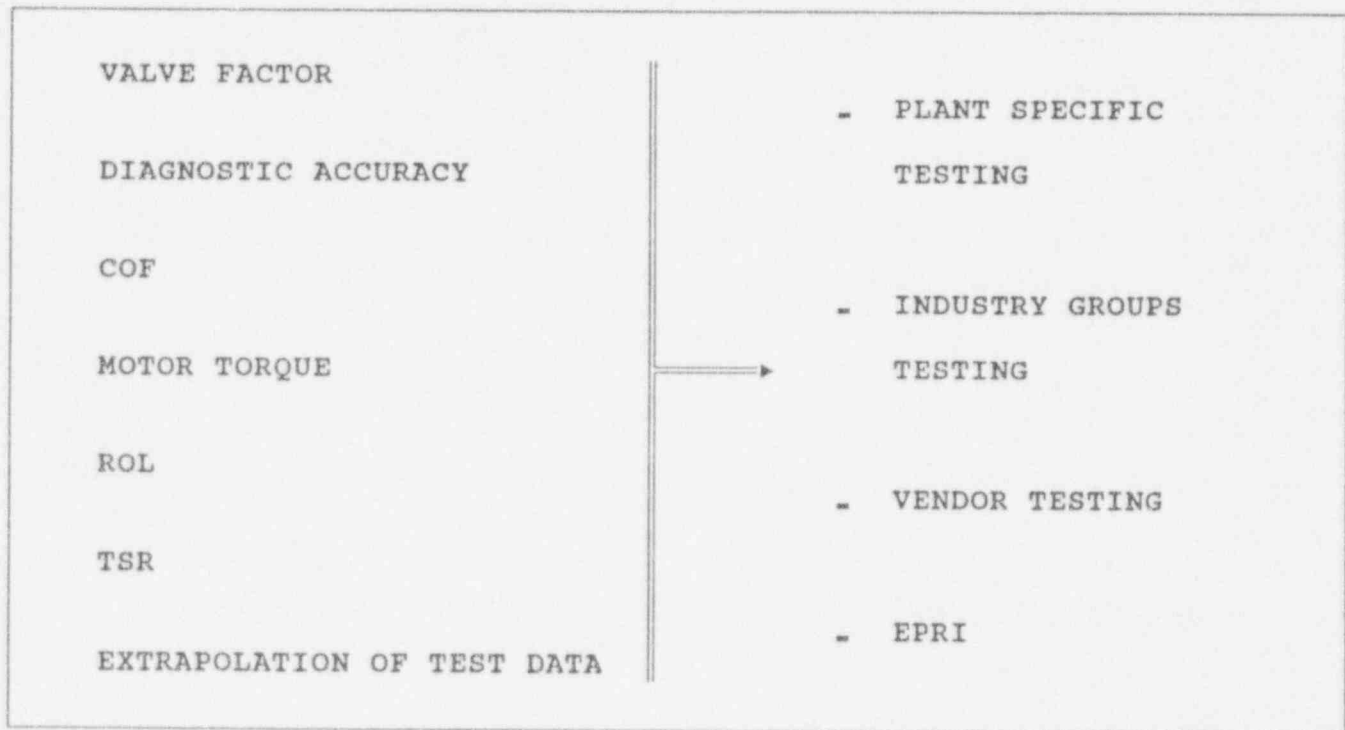 VALVE FACTOR
DIAGNOSTIC ACCURACY
COF
MOTOR TORQUE
ROL
TSR
EXTRAPOLATION OF TEST DATA
- PLANT SPECIFIC
TESTING
- INDUSTRY GROUPS
TESTING
- VENDOR TESTING
- EPRI